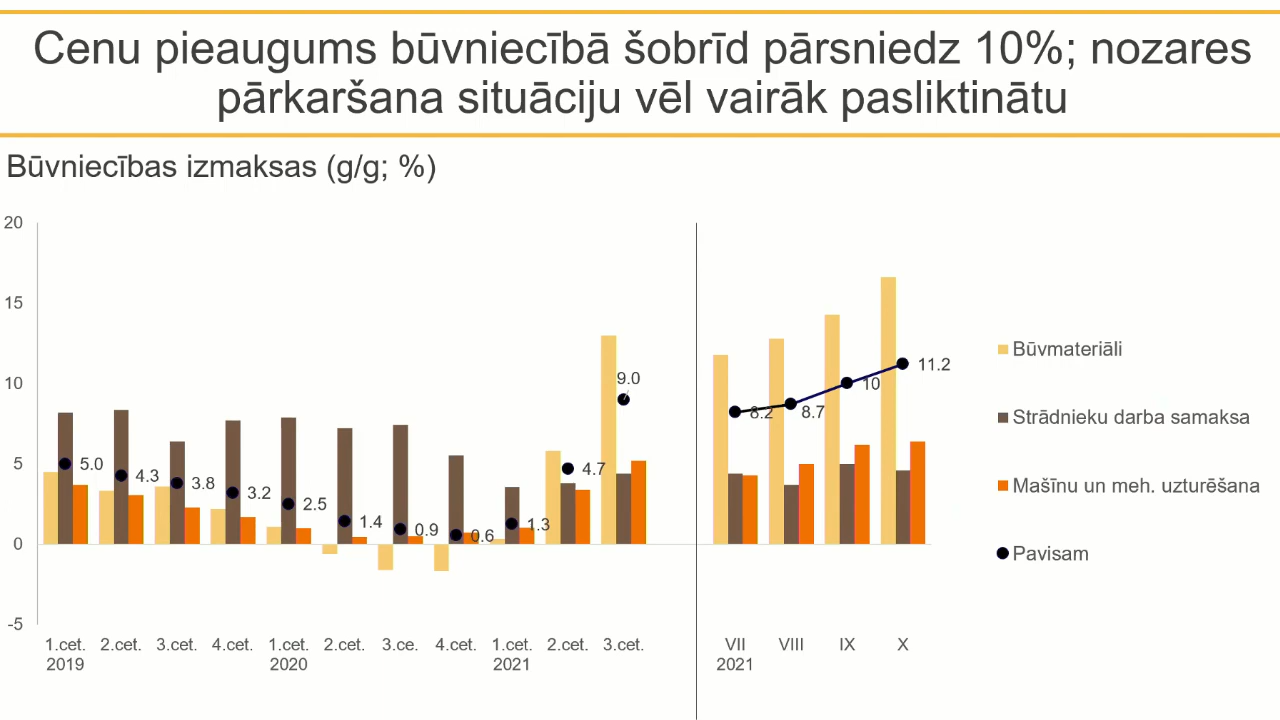 Cenu pieaugums būvniecībā šobrīd pārsniedz 10%; nozares
pārkaršana situāciju vēl vairāk pasliktinātu
Būvniecības izmaksas (g/g; %)
20
15
10
5
0
-5
5.0
4.3
3.8
3.2
2.5
1.4
0.9
0.6
1.3
4.7
9.0
8.2
8.7
10
11.2
1.cet. 2.cet. 3.cet. 4.cet. 1.cet. 2.cet. 3.ce. 4.cet. 1.cet. 2.cet. 3.cet. VII VIII IX X
2019 2020 2021 2021
Būvmateriāli
Strādnieku darba samaksa
Mašīnu un meh. uzturēšana
Pavisam